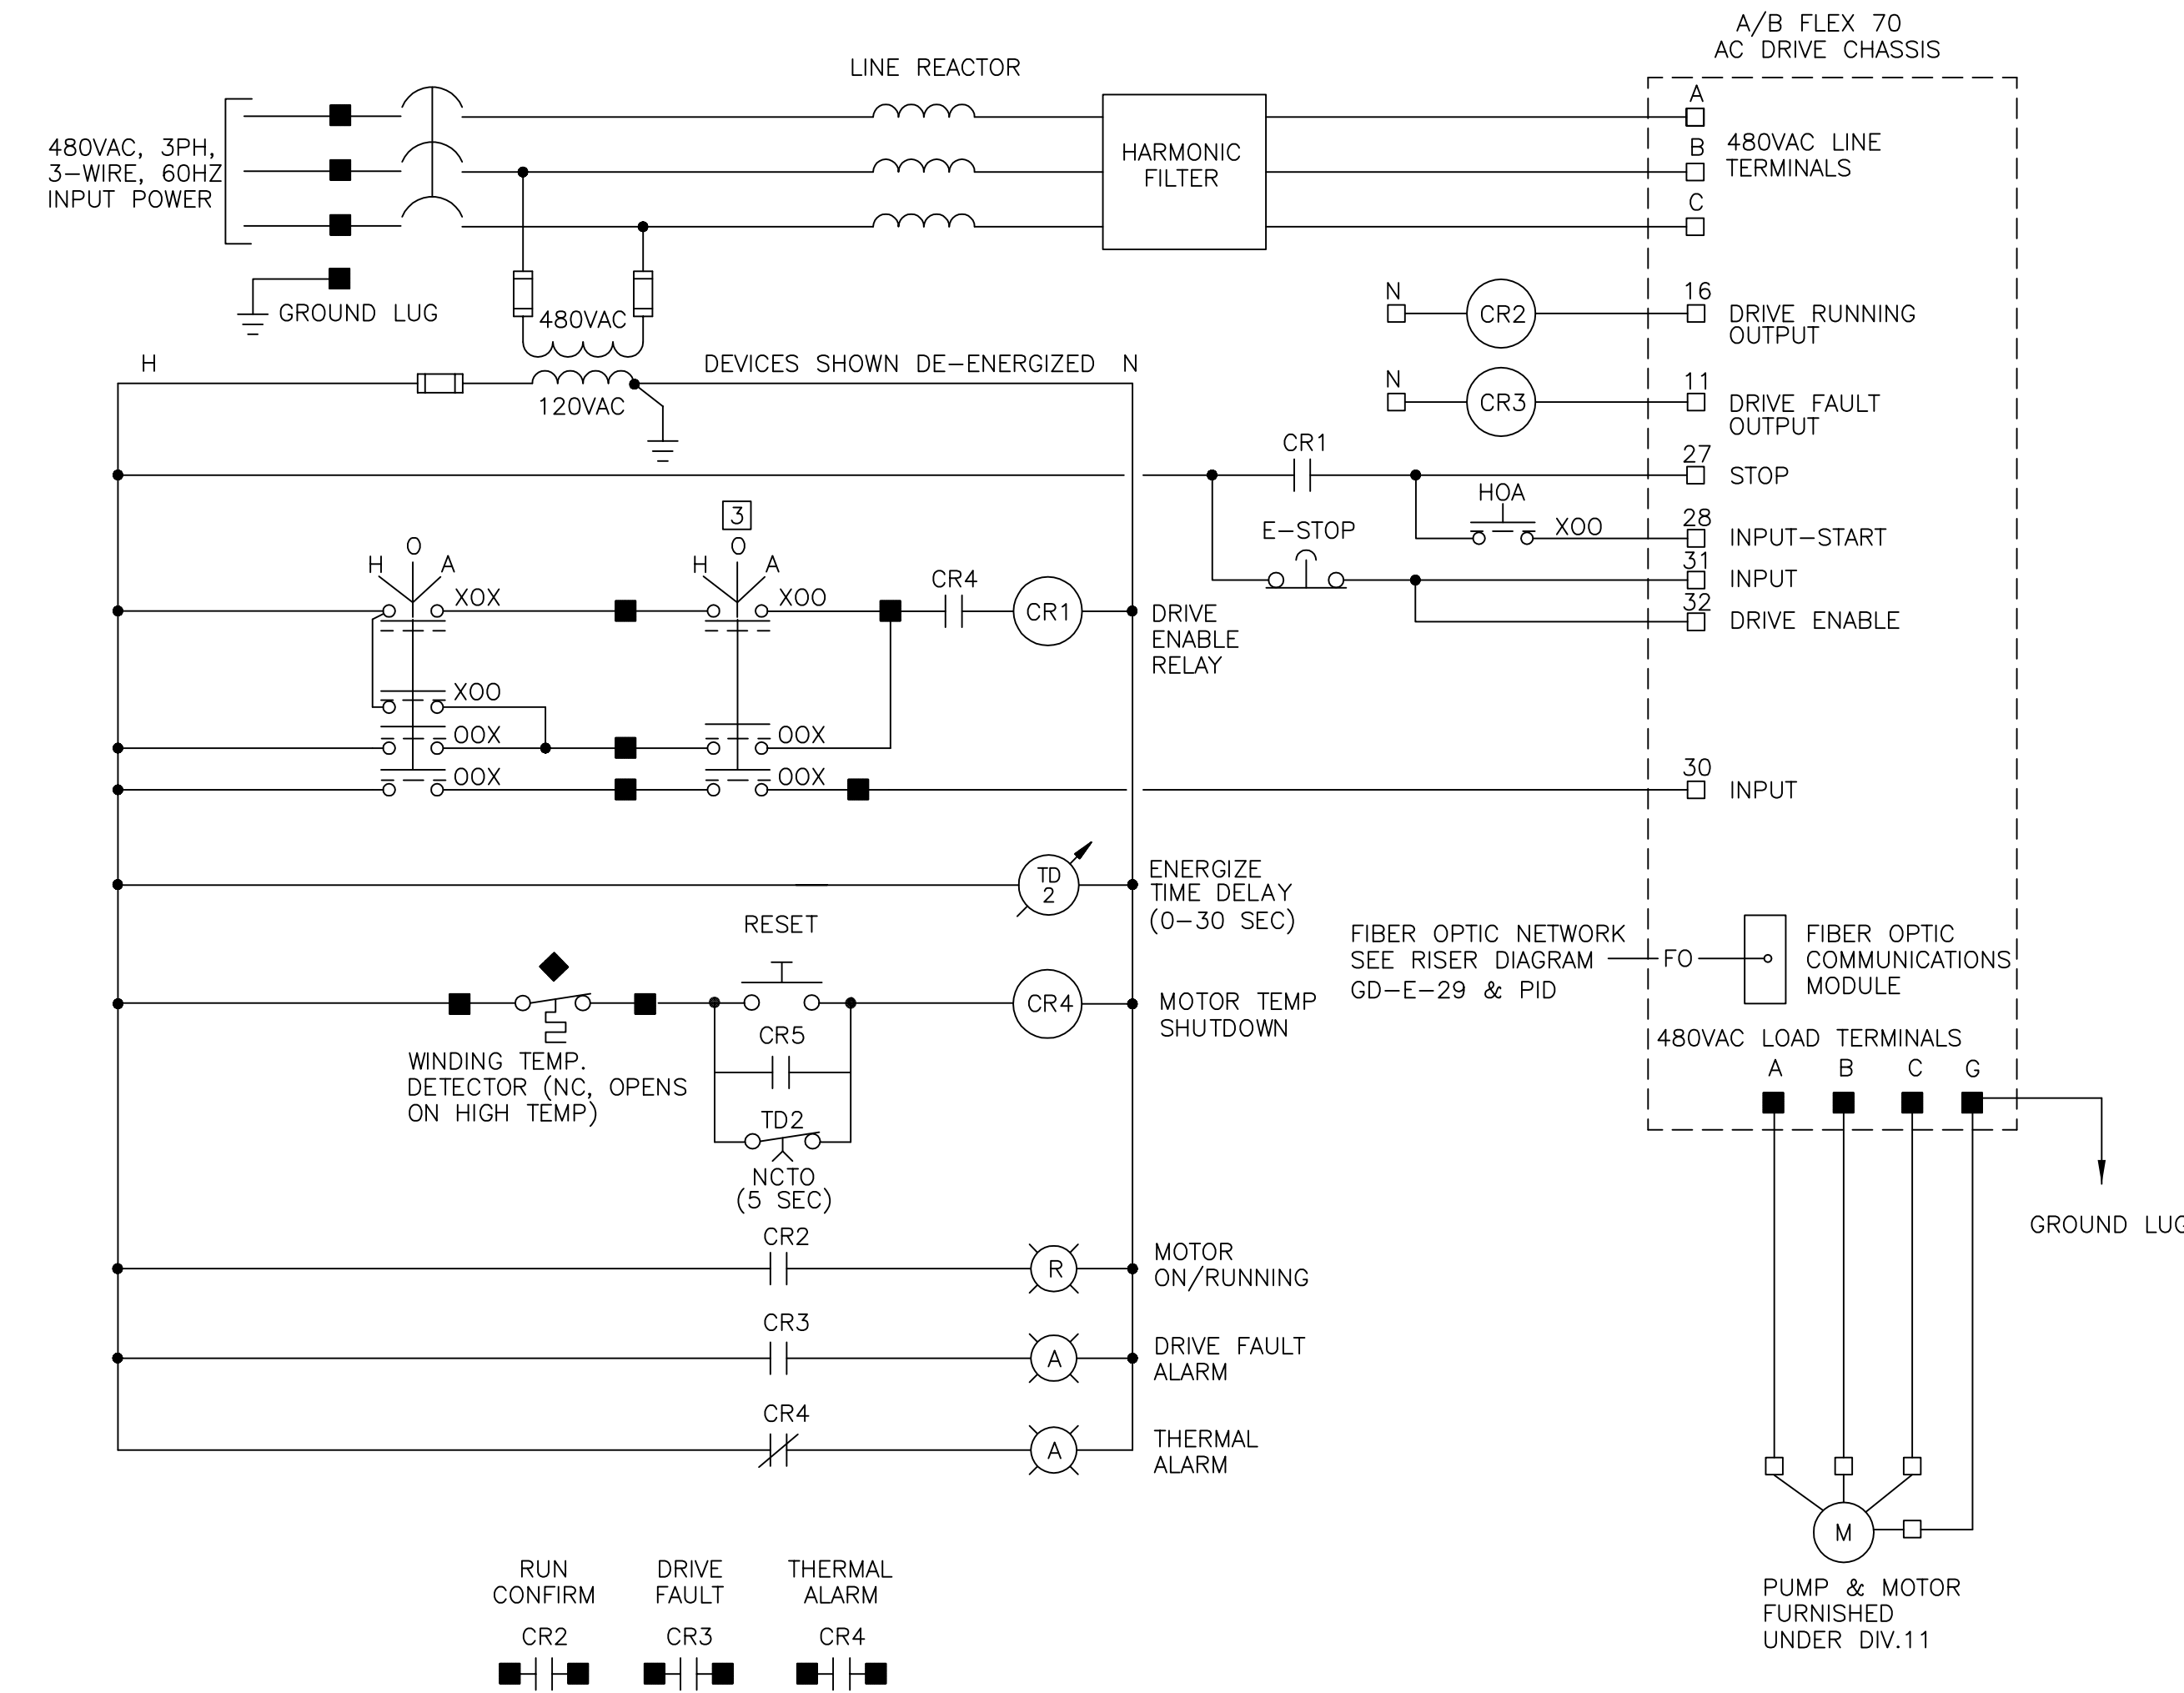 A/B FLEX 70
AC DRIVE CHASSIS
LINE REACTOR
480VAC, 3PH,
3-WIRE, 60HZ
INPUT POWER
HARMONIC
FILTER
A
B
C
480VAC LINE
TERMINALS
GROUND LUG
480VAC
H
DEVICES SHOWN DE-ENERGIZED N
120VAC
N
CR2
16
DRIVE RUNNING
OUTPUT
N
CR3
11
DRIVE FAULT
OUTPUT
CR1
27
STOP
HOA
XOO
28
INPUT-START
E-STOP
31
INPUT
32
DRIVE ENABLE
3
H O A
XOX
H O A
XOO
CR4
CR1
DRIVE
ENABLE
RELAY
XOO
OOX
OOX
OOX
OOX
30
INPUT
TD
2
ENERGIZE
TIME DELAY
(0-30 SEC)
RESET
FIBER OPTIC NETWORK
SEE RISER DIAGRAM
GD-E-29 & PID
FO
FIBER OPTIC
COMMUNICATIONS
MODULE
WINDING TEMP.
DETECTOR (NC, OPENS
ON HIGH TEMP)
CR5
CR4
MOTOR TEMP
SHUTDOWN
TD2
NCTO
(5 SEC)
480VAC LOAD TERMINALS
A B C G
GROUND LUG
CR2
R
MOTOR
ON/RUNNING
CR3
A
DRIVE FAULT
ALARM
CR4
A
THERMAL
ALARM
M
PUMP & MOTOR
FURNISHED
UNDER DIV.11
RUN
CONFIRM
CR2
DRIVE
FAULT
CR3
THERMAL
ALARM
CR4